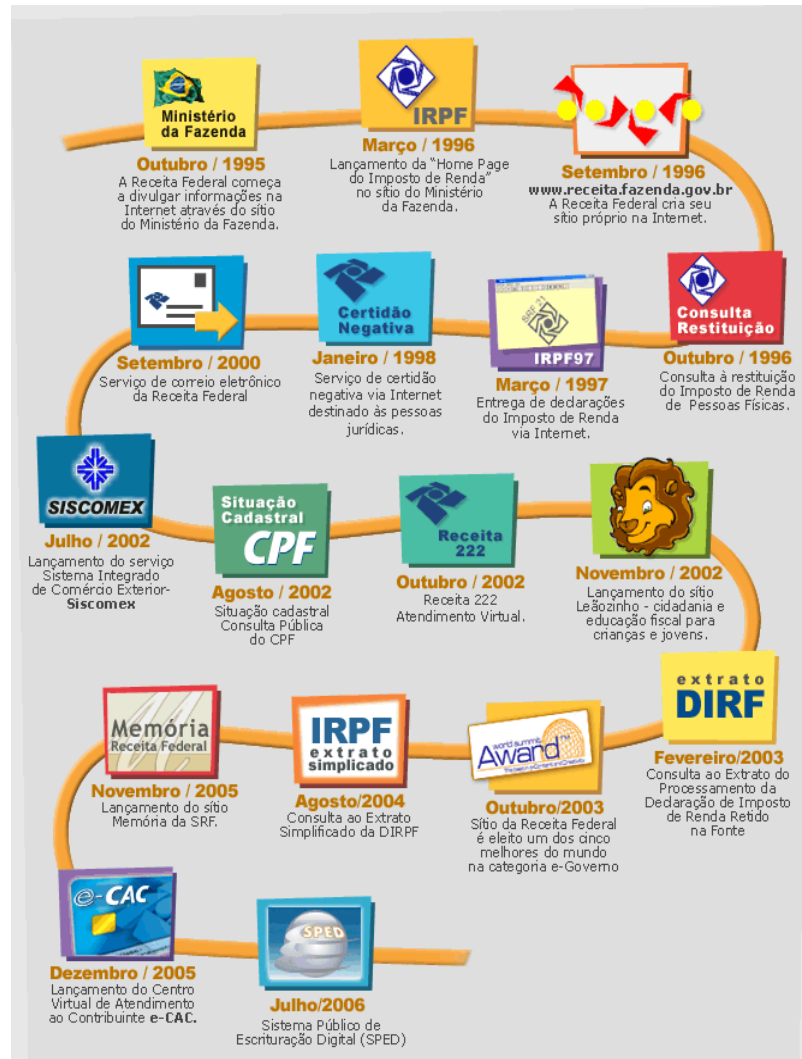 Ministério
da Fazenda
Outubro / 1995
A Receita Federal começa
a divulgar informações na
Internet através do sítio
do Ministério da Fazenda.
IRPF
Março / 1996
Lançamento da “Home Page
do Imposto de Renda”
no sítio do Ministério
da Fazenda.
Setembro / 1996
www.receita.fazenda.gov.br
A Receita Federal cria seu
sítio próprio na Internet.
Consulta
Restituição
Outubro / 1996
Consulta à restituição
do Imposto de Renda
de Pessoas Físicas.
SRF 21
IRPF97
Março / 1997
Entrega de declarações
do Imposto de Renda
via Internet.
Certidão
Negativa
Janeiro / 1998
Serviço de certidão
negativa via Internet
destinado às pessoas
jurídicas.
Setembro / 2000
Serviço de correio eletrônico
da Receita Federal
SISCOMEX
Julho / 2002
Lançamento do serviço
Sistema Integrado
de Comércio Exterior-
Siscomex
Situação
Cadastral
CPF
Agosto / 2002
Situação cadastral
Consulta Pública
do CPF
Receita
222
Outubro / 2002
Receita 222
Atendimento Virtual.
Novembro / 2002
Lançamento do sítio
Leãozinho - cidadania e
educação fiscal para
crianças e jovens.
extrato
DIRF
Fevereiro/2003
Consulta ao Extrato do
Processamento da
Declaração de Imposto
de Renda Retido
na Fonte
world summit
Award
Outubro/2003
Sítio da Receita Federal
é eleito um dos cinco
melhores do mundo
na categoria e-Governo
IRPF
extrato
simplicado
Agosto/2004
Consulta ao Extrato
Simplificado da DIRPF
Memória
Receita Federal
Novembro / 2005
Lançamento do sítio
Memória da SRF.
e-CAC
Dezembro / 2005
Lançamento do Centro
Virtual de Atendimento
ao Contribuinte e-CAC.
SPED
Julho/2006
Sistema Público de
Escrituração Digital (SPED)